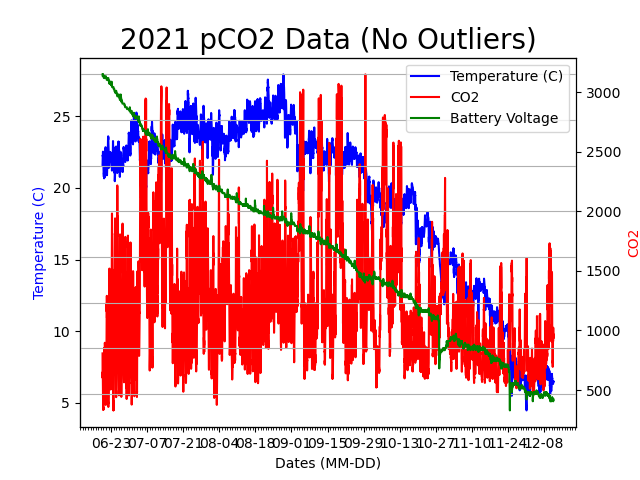 2021 pCO2 Data (No Outliers)
Temperature (C)
CO2
Battery Voltage
25
20
15
10
5
Temperature (C)
3000
2500
2000
1500
1000
500
CO2
06-23 07-07 07-21 08-04 08-18 09-01 09-15 09-29 10-13 10-27 11-10 11-24 12-08
Dates (MM-DD)